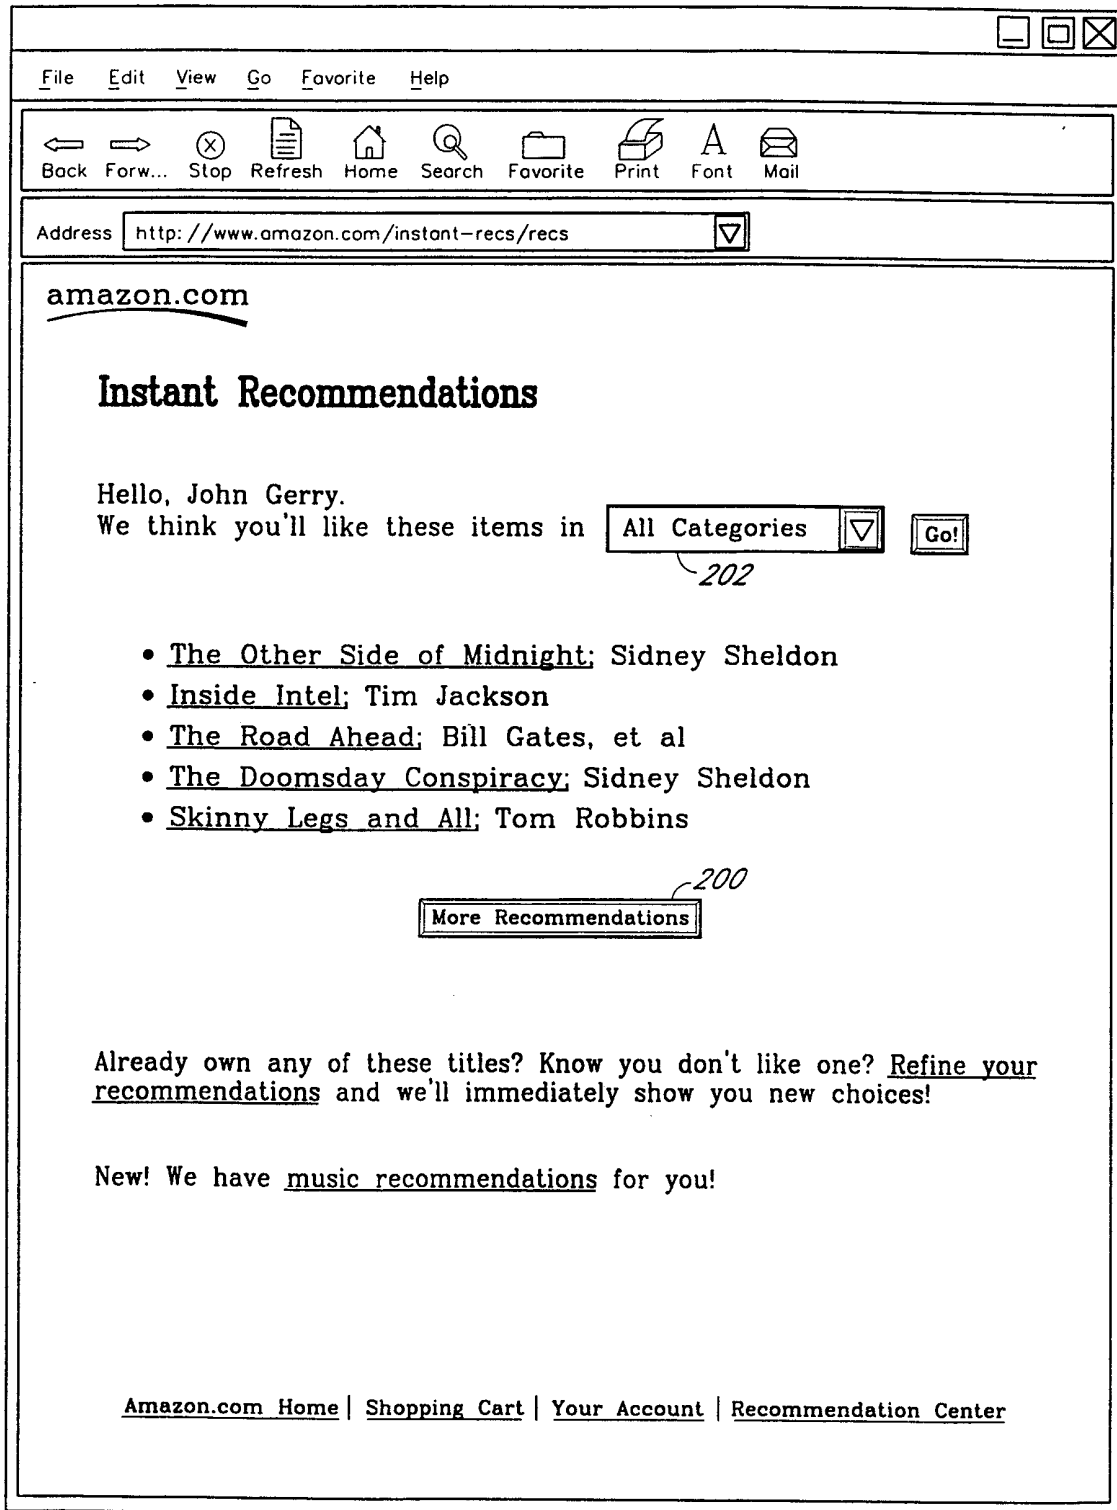 File Edit View Go Favorite Help
Back Forw... Stop Refresh Home Search Favorite Print Font Mail
Address http://www.amazon.com/instant-recs/recs
amazon.com
Instant Recommendations
Hello, John Gerry.
We think you'll like these items in All Categories Go!
202
• The Other Side of Midnight; Sidney Sheldon
• Inside Intel; Tim Jackson
• The Road Ahead; Bill Gates, et al
• The Doomsday Conspiracy; Sidney Sheldon
• Skinny Legs and All; Tom Robbins
200
More Recommendations
Already own any of these titles? Know you don't like one? Refine your
recommendations and we'll immediately show you new choices!
New! We have music recommendations for you!
Amazon.com Home | Shopping Cart | Your Account | Recommendation Center